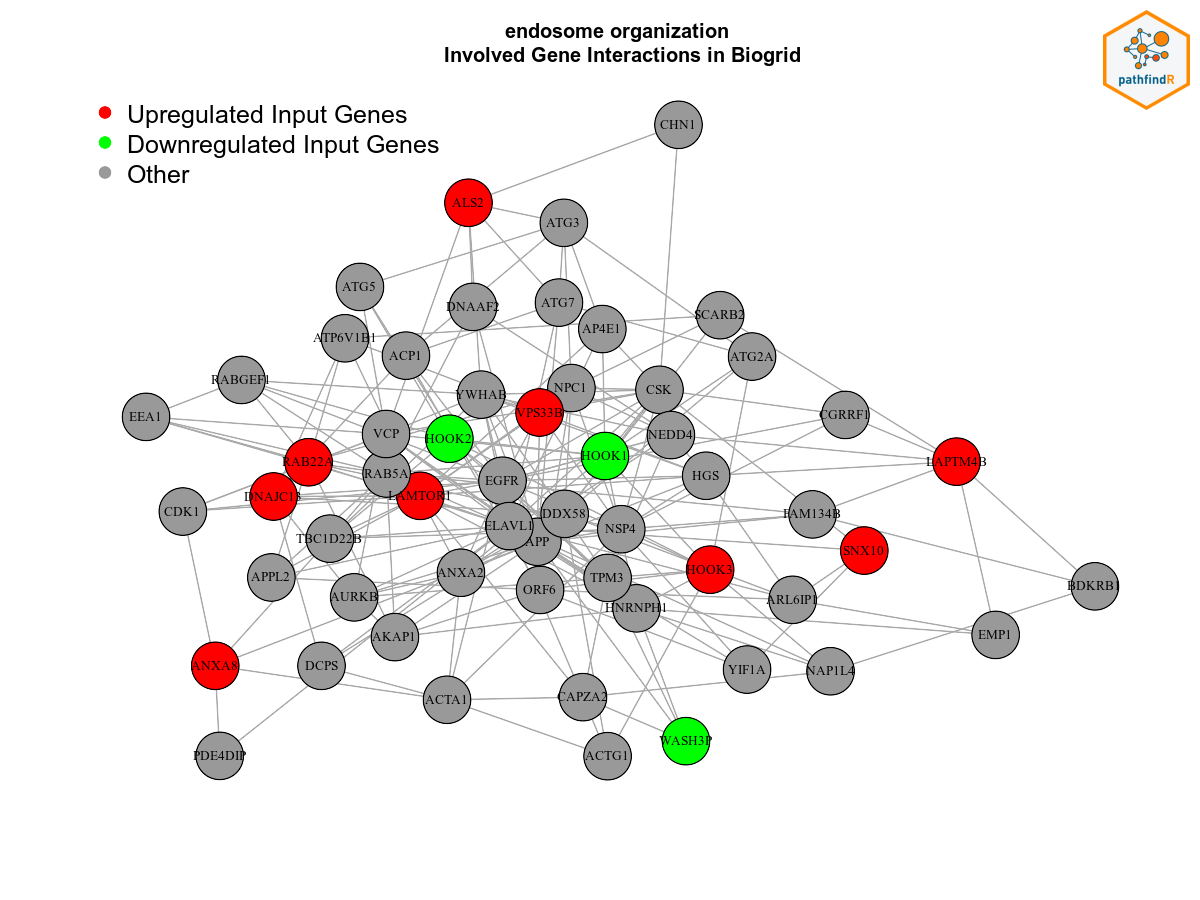 endosome organization
Involved Gene Interactions in Biogrid
pathfindR
Upregulated Input Genes
Downregulated Input Genes
Other
CHN1
ALS2
ATG3
ATG5
DNAAF2
ATG7
SCARB2
AP4E1
ATP6V1B1
ACP1
ATG2A
RABGEF1
YWHAB
NPC1
CSK
EEA1
VPS33B
CGRRF1
VCP
HOOK2
NEDD4
HOOK1
RAB22A
LAPTM4B
RAB5A
EGFR
HGS
DNAJC13
LAMTOR1
CDK1
DDX58
FAM134B
ELAVL1
NSP4
TBC1D22B
APP
SNX10
APPL2
ANXA2
TPM3
HOOK3
BDKRB1
AURKB
ORF6
ARL6IP1
HNRNPH1
AKAP1
EMP1
ANXA8
DCPS
YIF1A
NAP1L4
ACTA1
CAPZA2
PDE4DIP
ACTG1
WASH3P